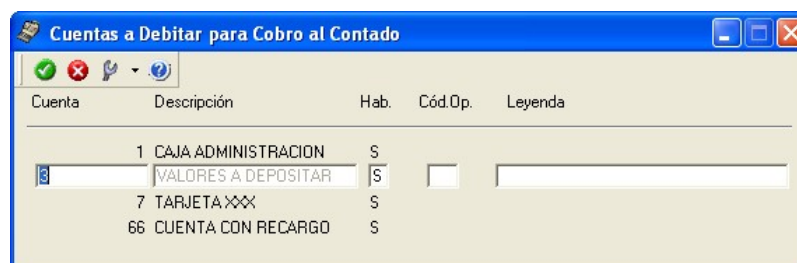 Cuentas a Debitar para Cobro al Contado
Cuenta Descripción Hab. Cód.Op. Leyenda
1 CAJA ADMINISTRACION S
3 VALORES A DEPOSITAR S
7 TARJETA XXX S
66 CUENTA CON RECARGO S